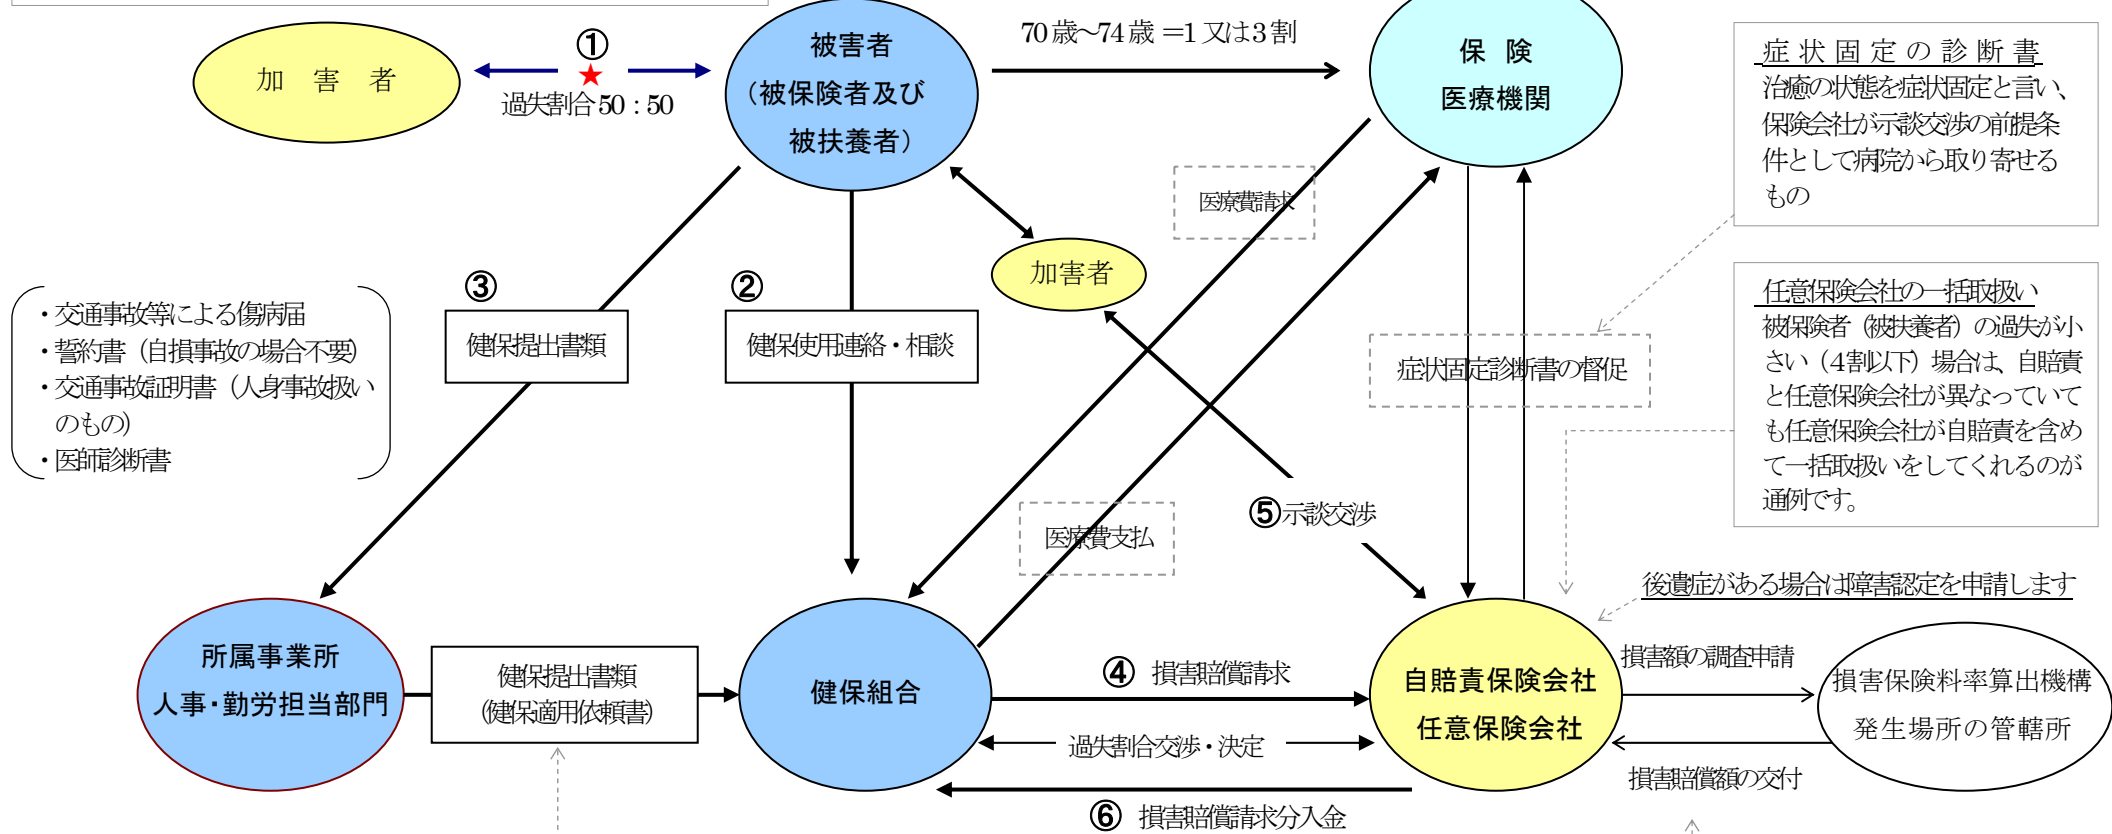 加 害 者
①
★
過失割合50：50
被害者
（被保険者及び
被扶養者）
70歳～74歳＝1又は3割
保 険
医療機関
症状固定の診断書
治癒の状態を症状固定と言い、
保険会社が示談交渉の前提条
件として病院から取り寄せる
もの
医療費請求
加害者
③
健保提出書類
②
健保使用連絡・相談
・交通事故等による傷病届
・誓約書（自損事故の場合不要）
・交通事故証明書（人身事故扱い
のもの）
・医師診断書
症状固定診断書の督促
任意保険会社の一括取扱い
被保険者（被扶養者）の過失が小
さい（4割以下）場合は、自賠責
と任意保険会社が異なっていて
も任意保険会社が自賠責を含め
て一括取扱いをしてくれるのが
通例です。
⑤示談交渉
医療費支払
後遺症がある場合は障害認定を申請します
所属事業所
人事・勤労担当部門
健保提出書類
（健保適用依頼書）
健保組合
④ 損害賠償請求
過失割合交渉・決定
⑥ 損害賠償請求分入金
自賠責保険会社
任意保険会社
損害額の調査申請
損害賠償額の交付
損害保険料率算出機構
発生場所の管轄所